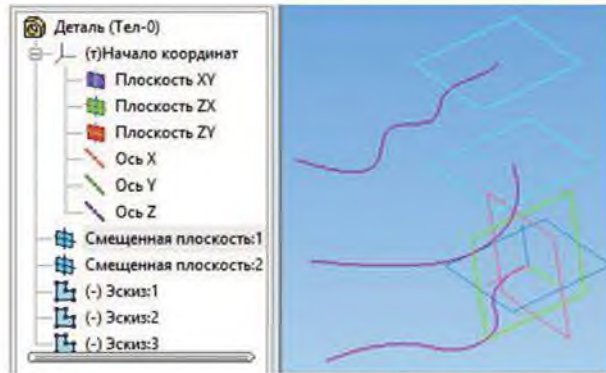 Деталь (Тел-0)
(т)Начало координат
Плоскость XY
Плоскость ZX
Плоскость ZY
Ось X
Ось Y
Ось Z
Смещенная плоскость:1
Смещенная плоскость:2
(-) Эскиз:1
(-) Эскиз:2
(-) Эскиз:3